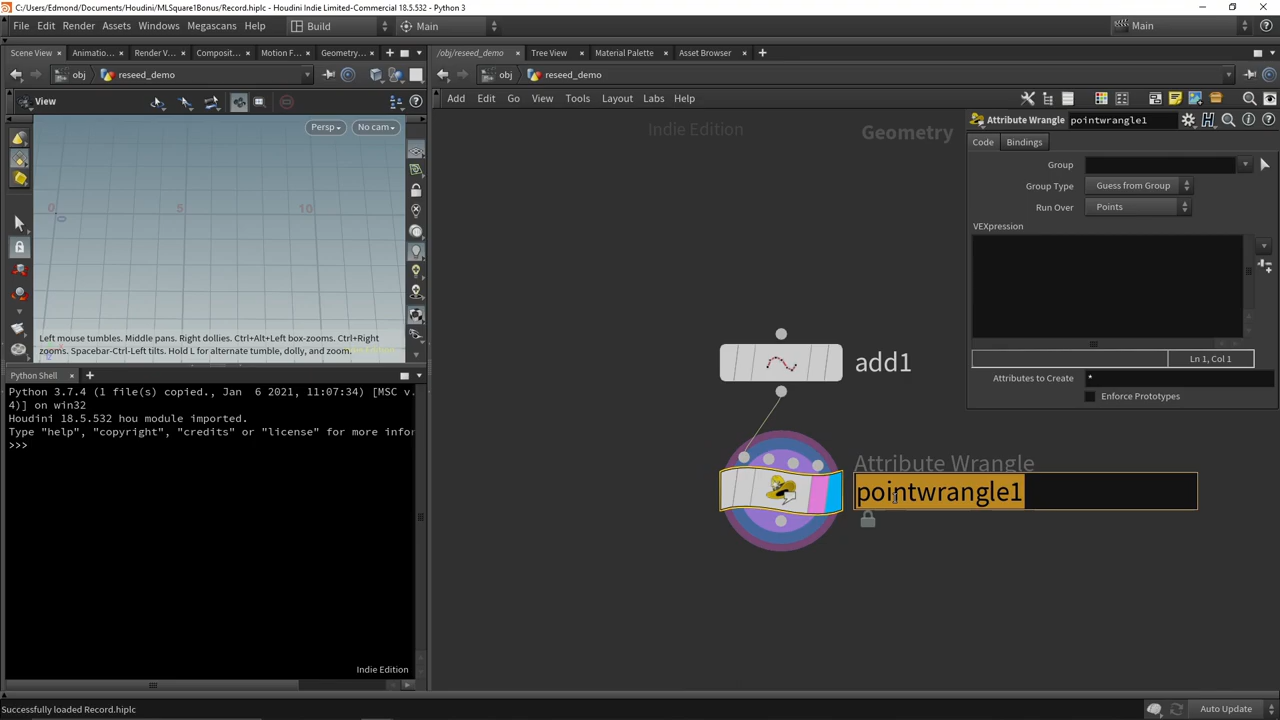 C:/Users/Edmond/Documents/Houdini/MLSquare1Bonus/Record.hiplc - Houdini Indie Limited-Commercial 18.5.532 - Python 3
File Edit Render Assets Windows Megascans Help Build Main Main
Scene View Animation... Render V... Composit... Motion F... Geometry...
obj reseed_demo
View
Persp No cam
0 5 10
Left mouse tumbles. Middle pans. Right dollies. Ctrl+Alt+Left box-zooms. Ctrl+Right
zooms. Spacebar-Ctrl-Left tilts. Hold L for alternate tumble, dolly, and zoom.
Python Shell
Python 3.7.4 (1 file(s) copied., Jan 6 2021, 11:07:34) [MSC v.
4)] on win32
Houdini 18.5.532 hou module imported.
Type "help", "copyright", "credits" or "license" for more infor
>>>
Indie Edition
/obj/reseed_demo Tree View Material Palette Asset Browser
obj reseed_demo
Add Edit Go View Tools Layout Labs Help
Indie Edition Geometry
add1
Attribute Wrangle
pointwrangle1
Attribute Wrangle pointwrangle1
Code Bindings
Group
Group Type Guess from Group
Run Over Points
VEXpression
Ln 1, Col 1
Attributes to Create *
Enforce Prototypes
Successfully loaded Record.hiplc Auto Update